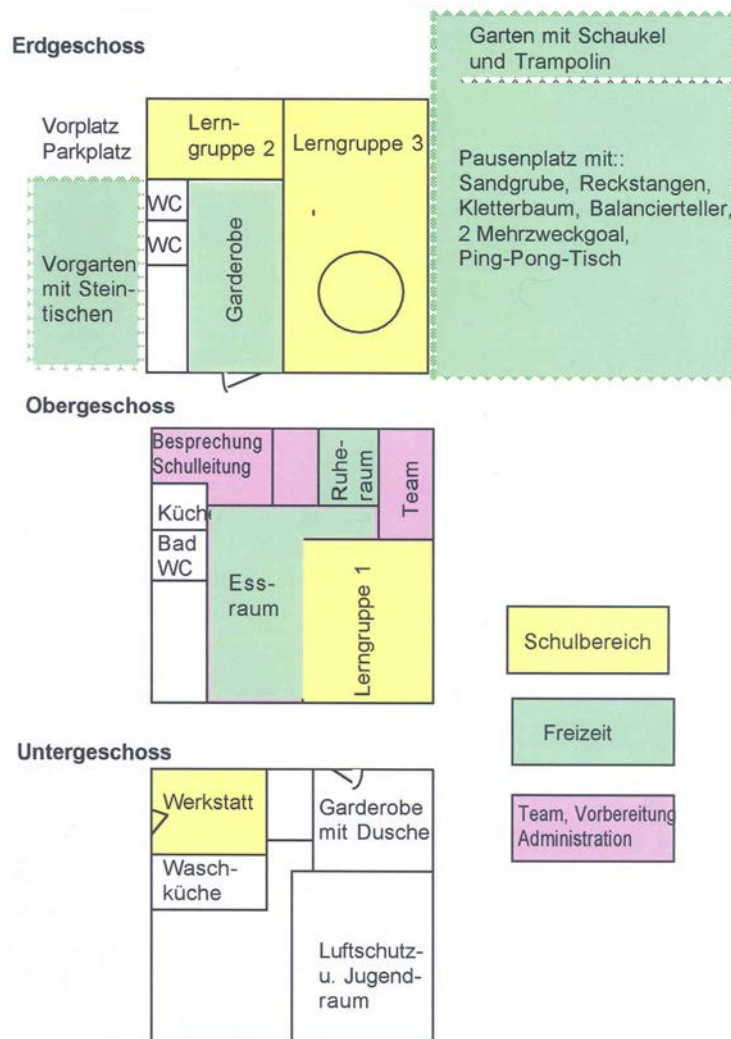 Erdgeschoss
Garten mit Schaukel
und Trampolin
Vorplatz
Parkplatz
Lern-
gruppe 2
Lerngruppe 3
Pausenplatz mit::
Sandgrube, Reckstangen,
Kletterbaum, Balancierteller,
2 Mehrzweckgoal,
Ping-Pong-Tisch
WC
WC
Garderobe
Vorgarten
mit Stein-
tischen
Obergeschoss
Besprechung
Schulleitung
Ruhe-
raum
Team
Küche
Bad
WC
Ess-
raum
Lerngruppe 1
Schulbereich
Freizeit
Team, Vorbereitung
Administration
Untergeschoss
Werkstatt
Garderobe
mit Dusche
Wasch-
küche
Luftschutz-
u. Jugend-
raum